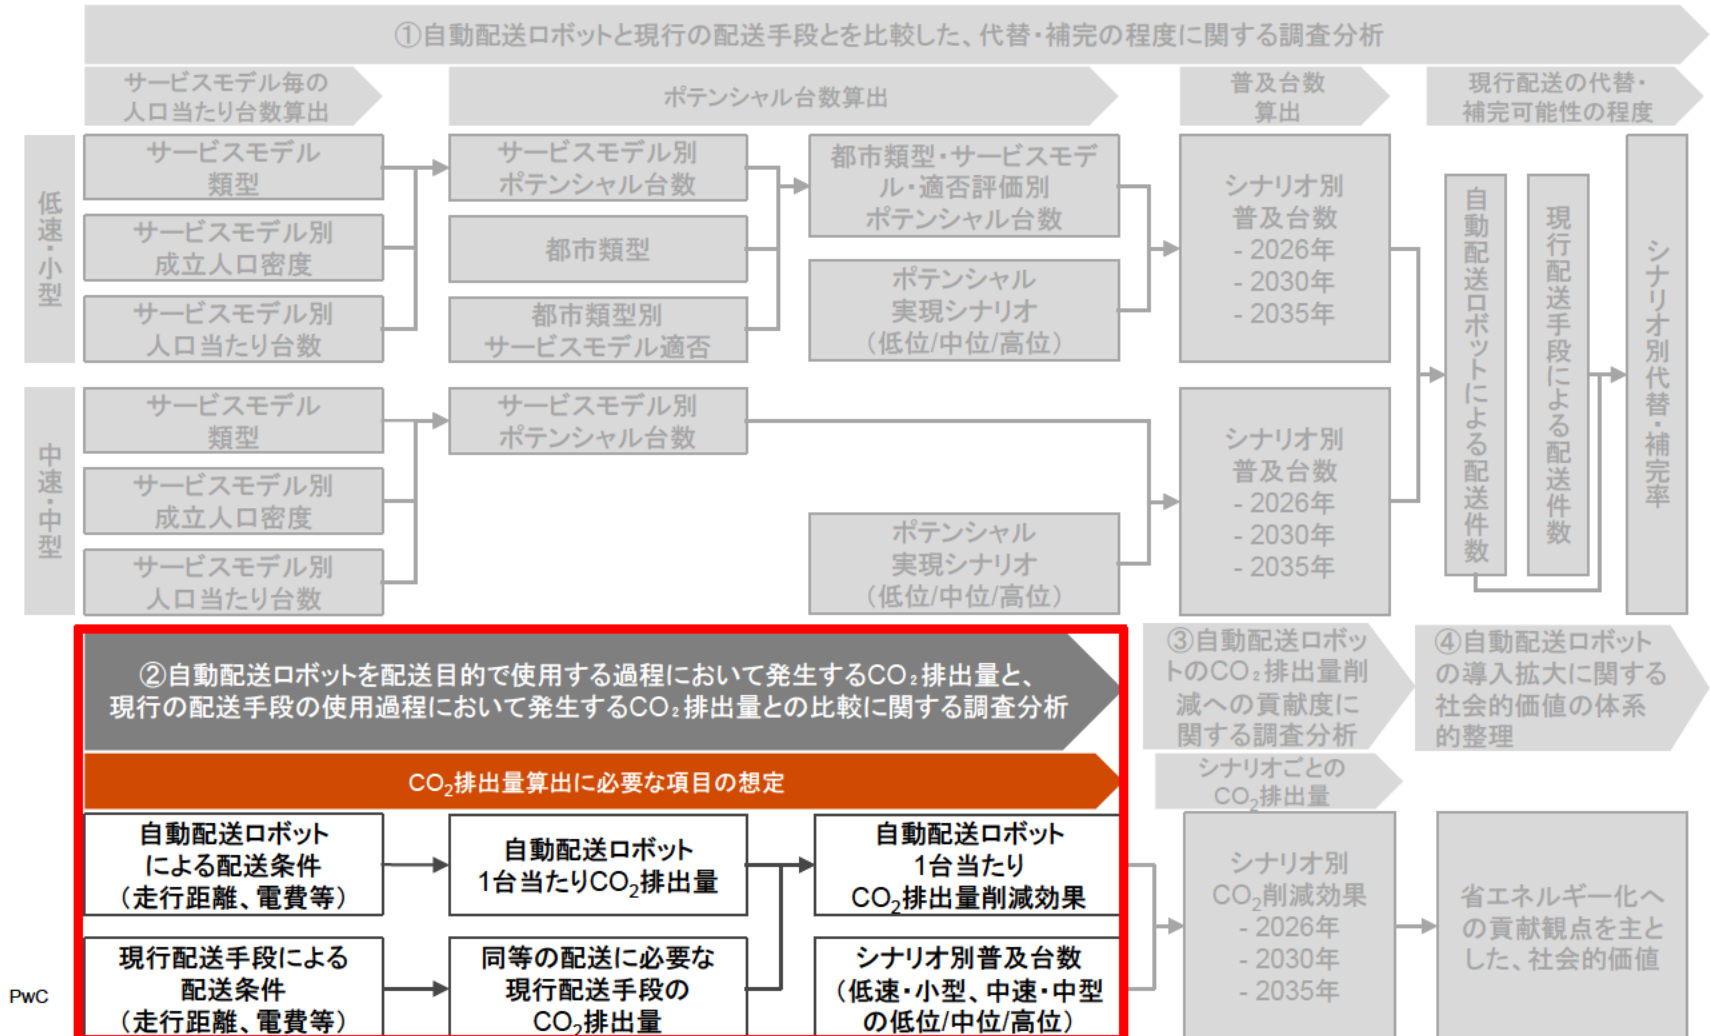 ①自動配送ロボットと現行の配送手段とを比較した、代替・補完の程度に関する調査分析
サービスモデル毎の
人口当たり台数算出
ポテンシャル台数算出
普及台数
算出
現行配送の代替・
補完可能性の程度
低速・小型
サービスモデル
類型
サービスモデル別
成立人口密度
サービスモデル別
人口当たり台数
サービスモデル別
ポテンシャル台数
都市類型
都市類型別
サービスモデル適否
都市類型・サービスモデ
ル・適否評価別
ポテンシャル台数
ポテンシャル
実現シナリオ
（低位/中位/高位）
シナリオ別
普及台数
- 2026年
- 2030年
- 2035年
自動配送ロボットによる配送件数
現行配送手段による配送件数
シナリオ別代替・補完率
中速・中型
サービスモデル
類型
サービスモデル別
成立人口密度
サービスモデル別
人口当たり台数
サービスモデル別
ポテンシャル台数
ポテンシャル
実現シナリオ
（低位/中位/高位）
シナリオ別
普及台数
- 2026年
- 2030年
- 2035年
②自動配送ロボットを配送目的で使用する過程において発生するCO₂排出量と、
現行の配送手段の使用過程において発生するCO₂排出量との比較に関する調査分析
③自動配送ロボッ
トのCO₂排出量削
減への貢献度に
関する調査分析
④自動配送ロボット
の導入拡大に関する
社会的価値の体系
的整理
CO₂排出量算出に必要な項目の想定
シナリオごとの
CO₂排出量
自動配送ロボット
による配送条件
（走行距離、電費等）
自動配送ロボット
1台当たりCO₂排出量
自動配送ロボット
1台当たり
CO₂排出量削減効果
現行配送手段による
配送条件
（走行距離、電費等）
同等の配送に必要な
現行配送手段の
CO₂排出量
シナリオ別普及台数
（低速・小型、中速・中型
の低位/中位/高位）
シナリオ別
CO₂削減効果
- 2026年
- 2030年
- 2035年
省エネルギー化へ
の貢献観点を主と
した、社会的価値
PwC